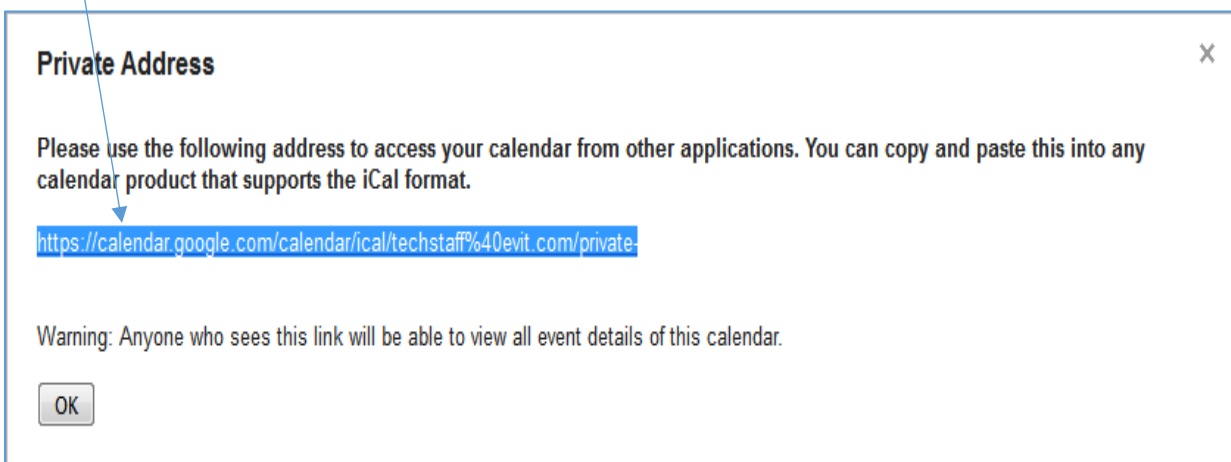 Private Address
Please use the following address to access your calendar from other applications. You can copy and paste this into any
calendar product that supports the iCal format.
https://calendar.google.com/calendar/ical/techstaff%40evit.com/private-
Warning: Anyone who sees this link will be able to view all event details of this calendar.
OK